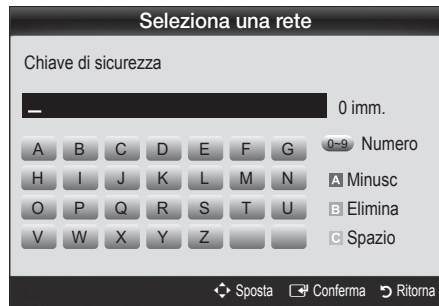 Seleziona una rete
Chiave di sicurezza
_ 0 imm.
A B C D E F G 0~9 Numero
H I J K L M N A Minusc
O P Q R S T U B Elimina
V W X Y Z C Spazio
Sposta Conferma Ritorna